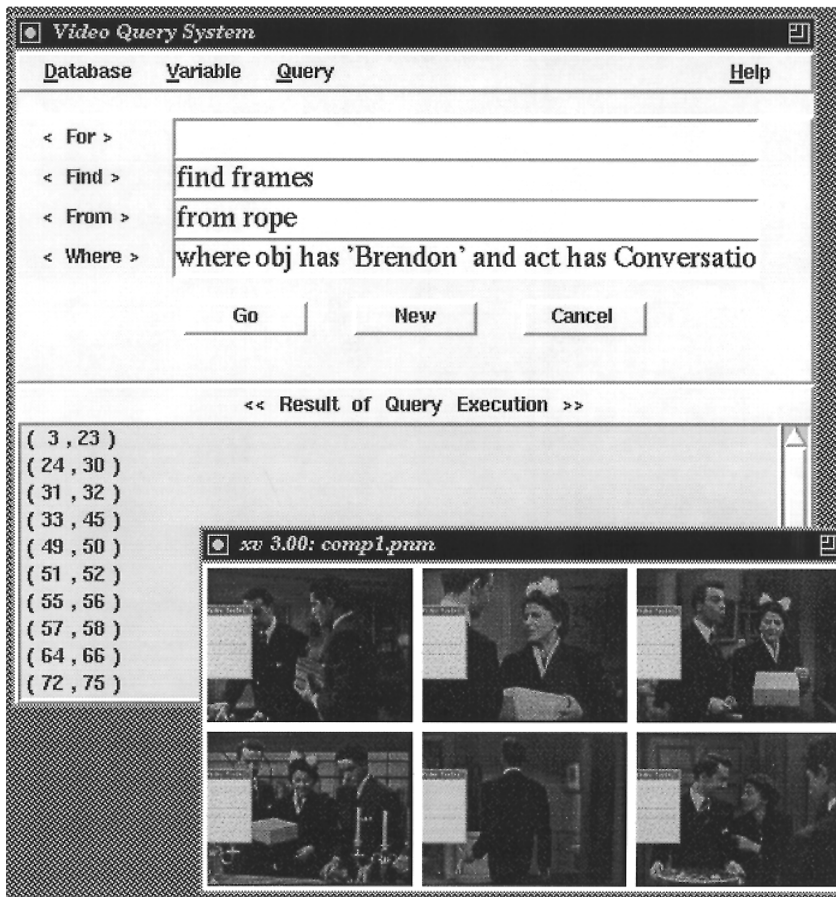 Video Query System
Database Variable Query Help
< For >
< Find > find frames
< From > from rope
< Where > where obj has 'Brendon' and act has Conversatio
Go New Cancel
<< Result of Query Execution >>
( 3 , 23 )
( 24 , 30 )
( 31 , 32 )
( 33 , 45 )
( 49 , 50 )
( 51 , 52 )
( 55 , 56 )
( 57 , 58 )
( 64 , 66 )
( 72 , 75 )
xv 3.00: comp1.pnm